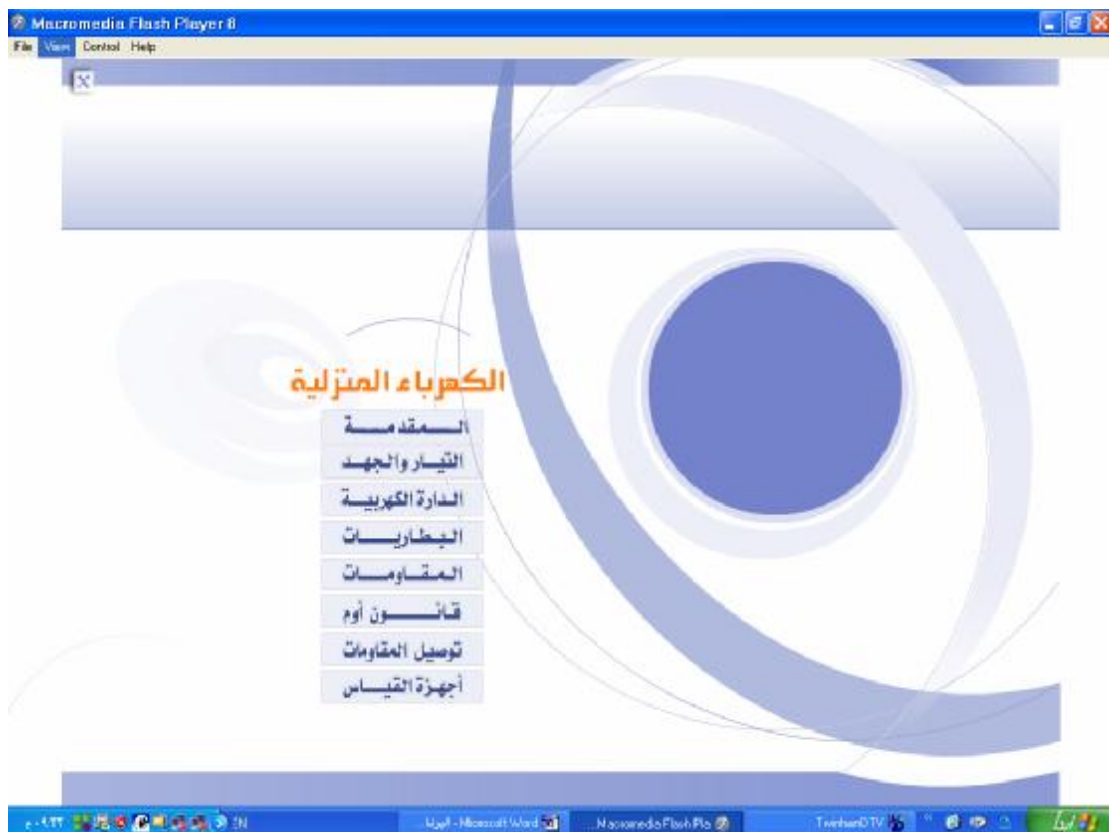 Macromedia Flash Player 8
File View Control Help
X
الكهرباء المنزلية
المقدمة
التيار والجهد
الدارة الكهربية
البطاريات
المقاومات
قانون أوم
توصيل المقاومات
أجهزة القياس
ابدأ
TwinhanDTV
Macromedia Flash Pla...
Microsoft Word - ...
EN